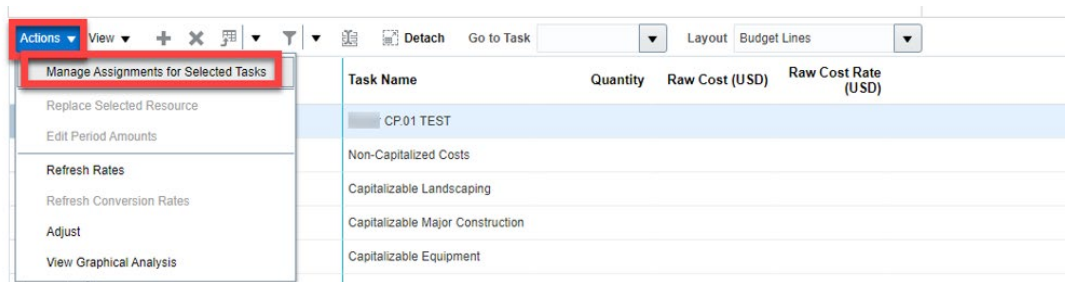 Actions View Detach Go to Task Layout Budget Lines
Manage Assignments for Selected Tasks
Replace Selected Resource
Edit Period Amounts
Refresh Rates
Refresh Conversion Rates
Adjust
View Graphical Analysis
Task Name Quantity Raw Cost (USD) Raw Cost Rate
(USD)
CP.01 TEST
Non-Capitalized Costs
Capitalizable Landscaping
Capitalizable Major Construction
Capitalizable Equipment